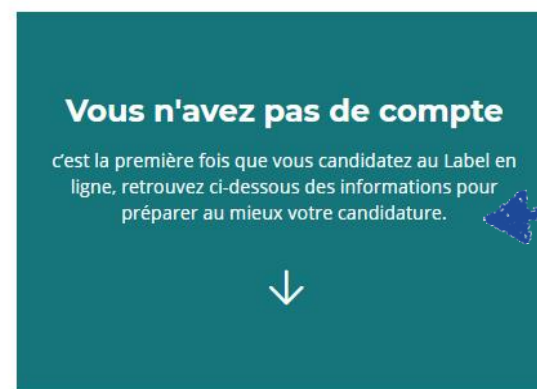 Vous n'avez pas de compte
c'est la première fois que vous candidatez au Label en
ligne, retrouvez ci-dessous des informations pour
préparer au mieux votre candidature.